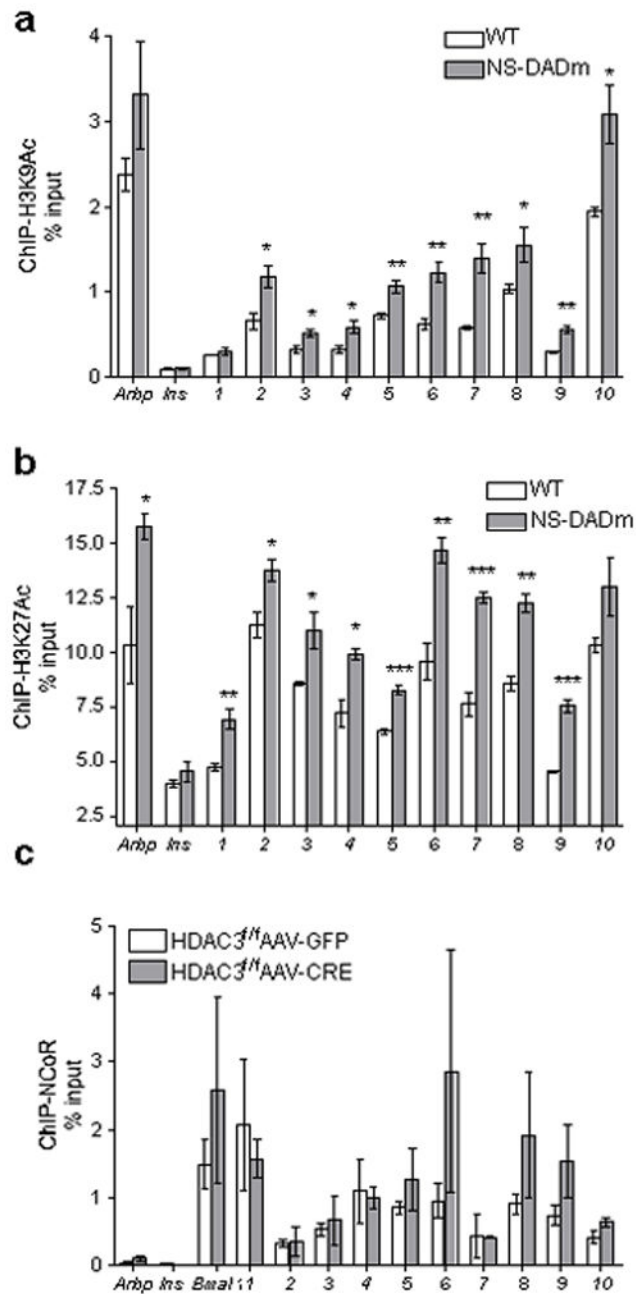 a
WT
NS-DADm
ChIP-H3K9Ac
% input
4
3
2
1
0
* * * ** ** ** * ** *
Arbp Ins 1 2 3 4 5 6 7 8 9 10
b
WT
NS-DADm
ChIP-H3K27Ac
% input
17.5
15.0
12.5
10.0
7.5
5.0
2.5
* ** * * * *** ** *** ** ***
Arbp Ins 1 2 3 4 5 6 7 8 9 10
c
HDAC3f/f AAV-GFP
HDAC3f/f AAV-CRE
ChIP-NCoR
% input
5
4
3
2
1
0
Arbp Ins Bmal1 1 2 3 4 5 6 7 8 9 10